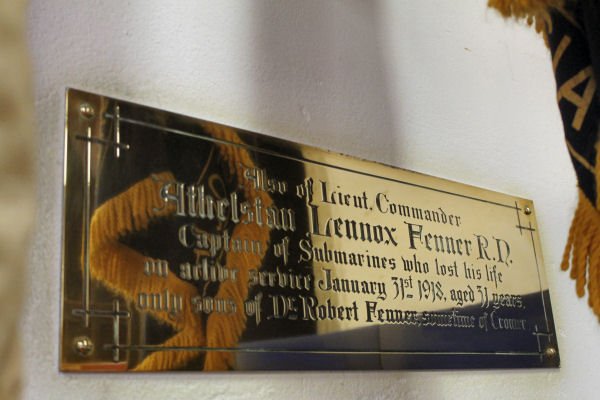 Also of Lieut. Commander
Athelstan Lennox Fenner R.N.
Captain of Submarines who lost his life
on active service January 31st 1918, aged 31 years.
only sons of Dr Robert Fenner, sometime of Cromer
A